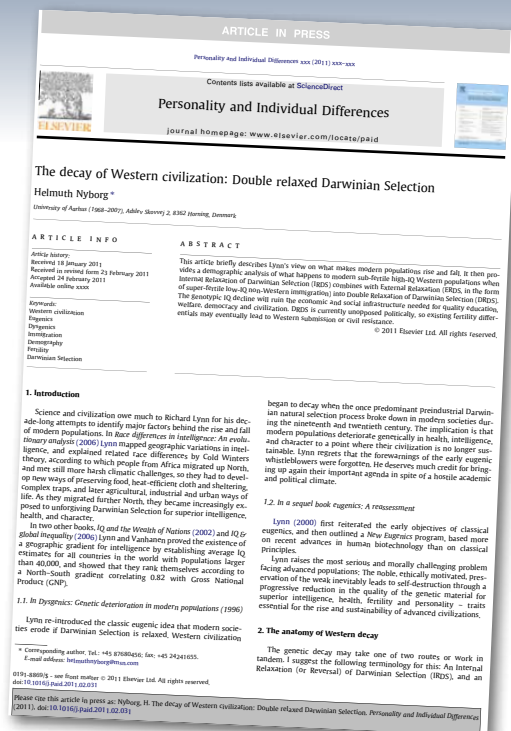 ARTICLE IN PRESS
Personality and Individual Differences xxx (2011) xxx–xxx
Contents lists available at ScienceDirect
Personality and Individual Differences
journal homepage: www.elsevier.com/locate/paid
ELSEVIER
The decay of Western civilization: Double relaxed Darwinian Selection
Helmuth Nyborg *
University of Aarhus (1968–2007), Adslev Skovvej 2, 8362 Horning, Denmark
ARTICLE INFO
Article history:
Received 18 January 2011
Received in revised form 23 February 2011
Accepted 24 February 2011
Available online xxxx
Keywords:
Western civilization
Eugenics
Dysgenics
Immigration
Demography
Fertility
Darwinian Selection
ABSTRACT
This article briefly describes Lynn's view on what makes modern populations rise and fall. It then pro-
vides a demographic analysis of what happens to modern sub-fertile high-IQ Western populations when
Internal Relaxation of Darwinian Selection (IRDS) combines with External Relaxation (ERDS, in the form
of super-fertile low-IQ non-Western immigration) into Double Relaxation of Darwinian Selection (DRDS).
The genotypic IQ decline will ruin the economic and social infrastructure needed for quality education,
welfare, democracy and civilization. DRDS is currently unopposed politically, so existing fertility differ-
entials may eventually lead to Western submission or civil resistance.
© 2011 Elsevier Ltd. All rights reserved.
1. Introduction
Science and civilization owe much to Richard Lynn for his dec-
ade-long attempts to identify major factors behind the rise and fall
of modern populations. In Race differences in intelligence: An evolu-
tionary analysis (2006) Lynn mapped geographic variations in intel-
ligence, and explained related race differences by Cold Winters
theory, according to which people from Africa migrated up North,
and met still more harsh climatic challenges, so they had to devel-
op new ways of preserving food, heat-efficient cloth and sheltering,
complex traps, and later agricultural, industrial and urban ways of
life. As they migrated further North, they became increasingly ex-
posed to unforgiving Darwinian Selection for superior intelligence,
health, and character.
In two other books, IQ and the Wealth of Nations (2002) and IQ &
global inequality (2006) Lynn and Vanhanen proved the existence of
a geographic gradient for intelligence by establishing average IQ
estimates for all countries in the world with populations larger
than 40,000, and showed that they rank themselves according to
a North–South gradient correlating 0.82 with Gross National
Product (GNP).
1.1. In Dysgenics: Genetic deterioration in modern populations (1996)
Lynn re-introduced the classic eugenic idea that modern socie-
ties erode if Darwinian Selection is relaxed. Western civilization
* Corresponding author. Tel.: +45 87680456; fax: +45 24241655.
E-mail address: helmuthnyborg@msn.com
0191-8869/$ – see front matter © 2011 Elsevier Ltd. All rights reserved.
doi:10.1016/j.paid.2011.02.031
began to decay when the once predominant preindustrial Darwin-
ian natural selection process broke down in modern societies dur-
ing the nineteenth and twentieth century. The implication is that
modern populations deteriorate genetically in health, intelligence,
and character to a point where their civilization is no longer sus-
tainable. Lynn regrets that the forewarnings of the early eugenic
whistleblowers were forgotten. He deserves much credit for bring-
ing up again their important agenda in spite of a hostile academic
and political climate.
1.2. In a sequel book Eugenics: A reassessment
Lynn (2000) first reiterated the early objectives of classical
eugenics, and then outlined a New Eugenics program, based more
on recent advances in human biotechnology than on classical
principles.
Lynn raises the most serious and morally challenging problem
facing advanced populations: The noble, ethically motivated, pres-
ervation of the weak inevitably leads to self-destruction through a
progressive reduction in the quality of the genetic material for
superior intelligence, health, fertility and personality – traits
essential for the rise and sustainability of advanced civilizations.
2. The anatomy of Western decay
The genetic decay may take one of two routes or work in
tandem. I suggest the following terminology for this: An Internal
Relaxation (or Reversal) of Darwinian Selection (IRDS), and an
Please cite this article in press as: Nyborg, H. The decay of Western civilization: Double relaxed Darwinian Selection. Personality and Individual Differences
(2011), doi:10.1016/j.paid.2011.02.031